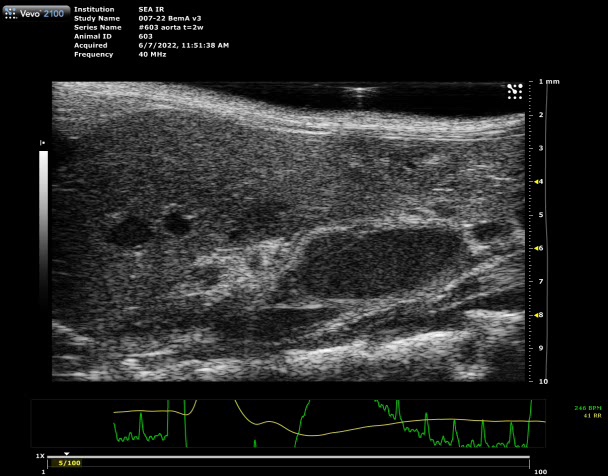 Vevo 2100
Institution SEA IR
Study Name 007-22 BemA v3
Series Name #603 aorta t=2w
Animal ID 603
Acquired 6/7/2022, 11:51:38 AM
Frequency 40 MHz
1 mm
2
3
4
5
6
7
8
9
10
246 BPM
41 RR
1X
5/100
1 100